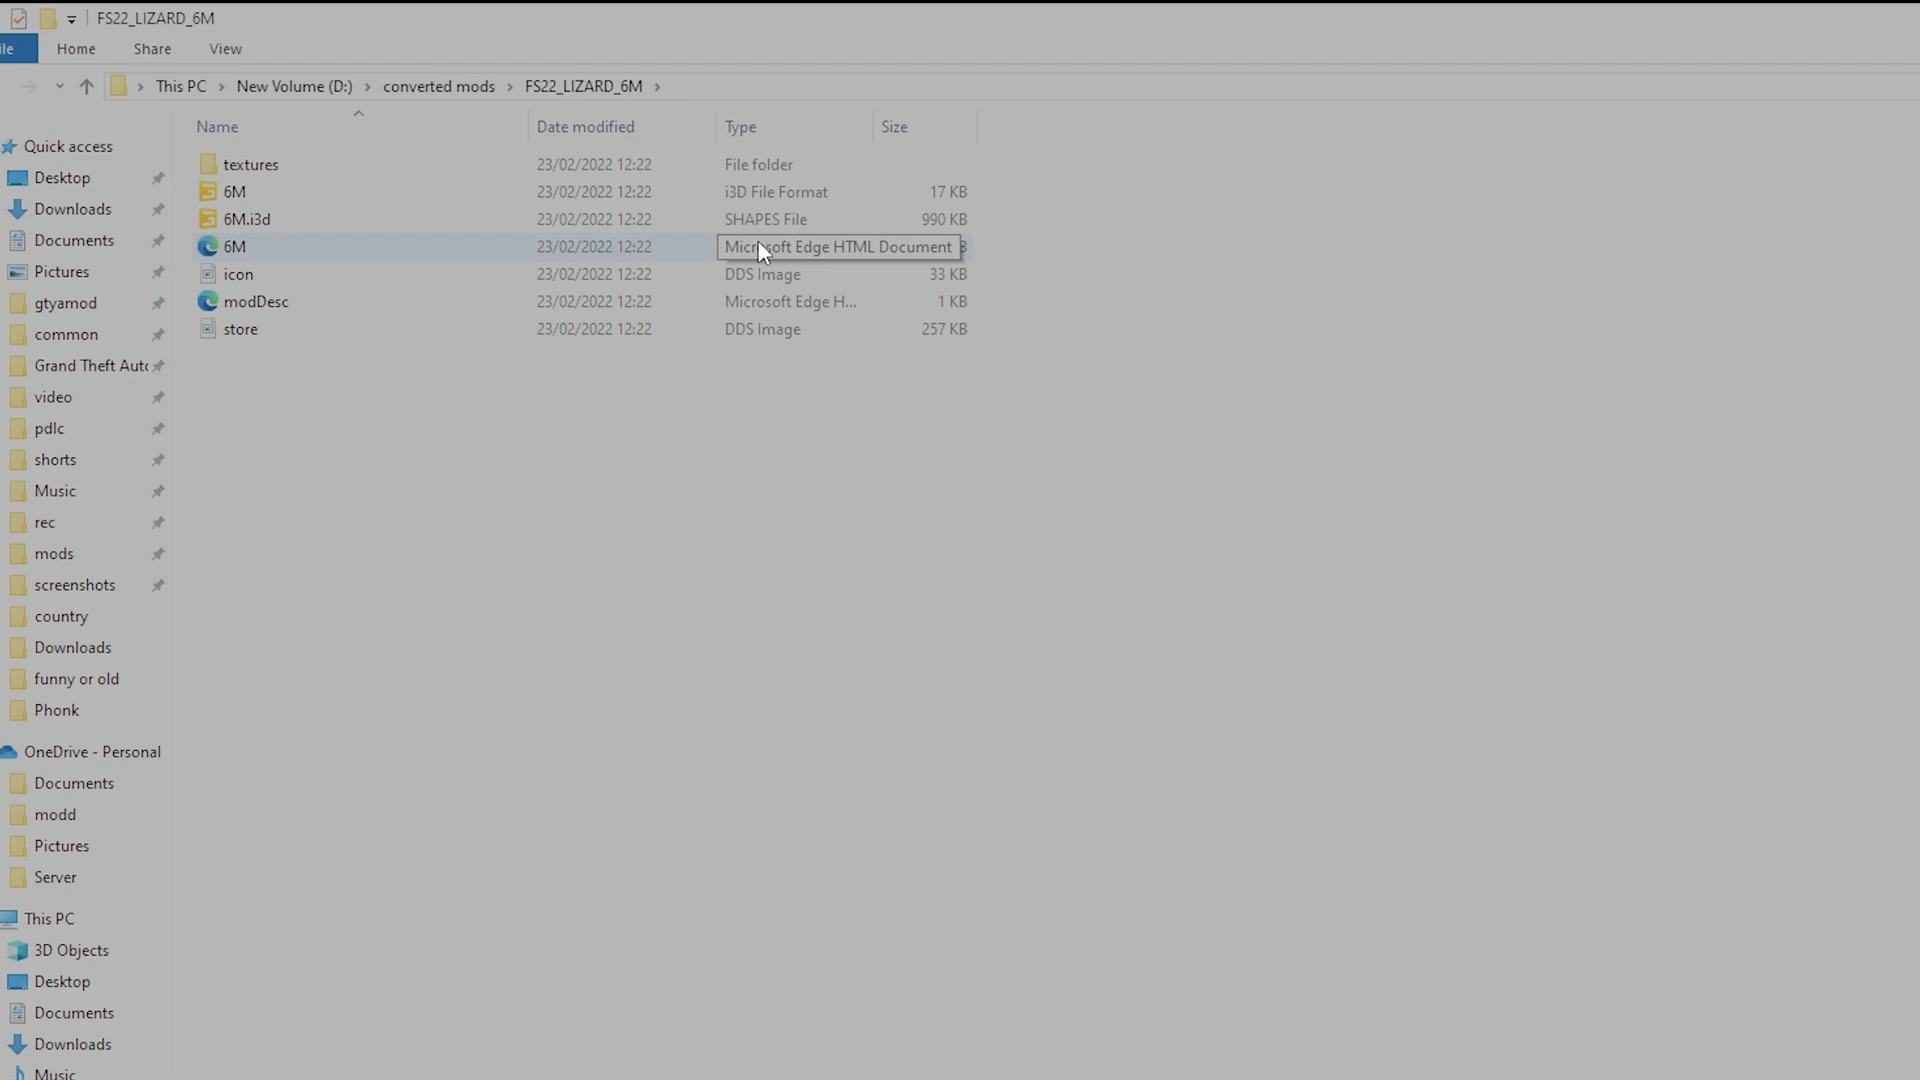 FS22_LIZARD_6M
ile Home Share View
This PC New Volume (D:) converted mods FS22_LIZARD_6M
Name Date modified Type Size
textures 23/02/2022 12:22 File folder
6M 23/02/2022 12:22 i3D File Format 17 KB
6M.i3d 23/02/2022 12:22 SHAPES File 990 KB
6M 23/02/2022 12:22 Microsoft Edge HTML Document
icon 23/02/2022 12:22 DDS Image 33 KB
modDesc 23/02/2022 12:22 Microsoft Edge H... 1 KB
store 23/02/2022 12:22 DDS Image 257 KB
Quick access
Desktop
Downloads
Documents
Pictures
gtyamod
common
Grand Theft Auto
video
pdlc
shorts
Music
rec
mods
screenshots
country
Downloads
funny or old
Phonk
OneDrive - Personal
Documents
modd
Pictures
Server
This PC
3D Objects
Desktop
Documents
Downloads
Music